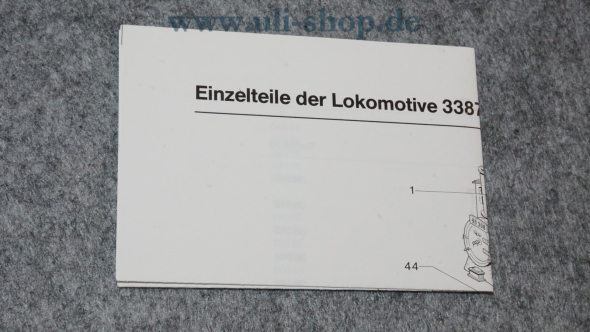 www.uli-shop.de
Einzelteile der Lokomotive 3387
1
44